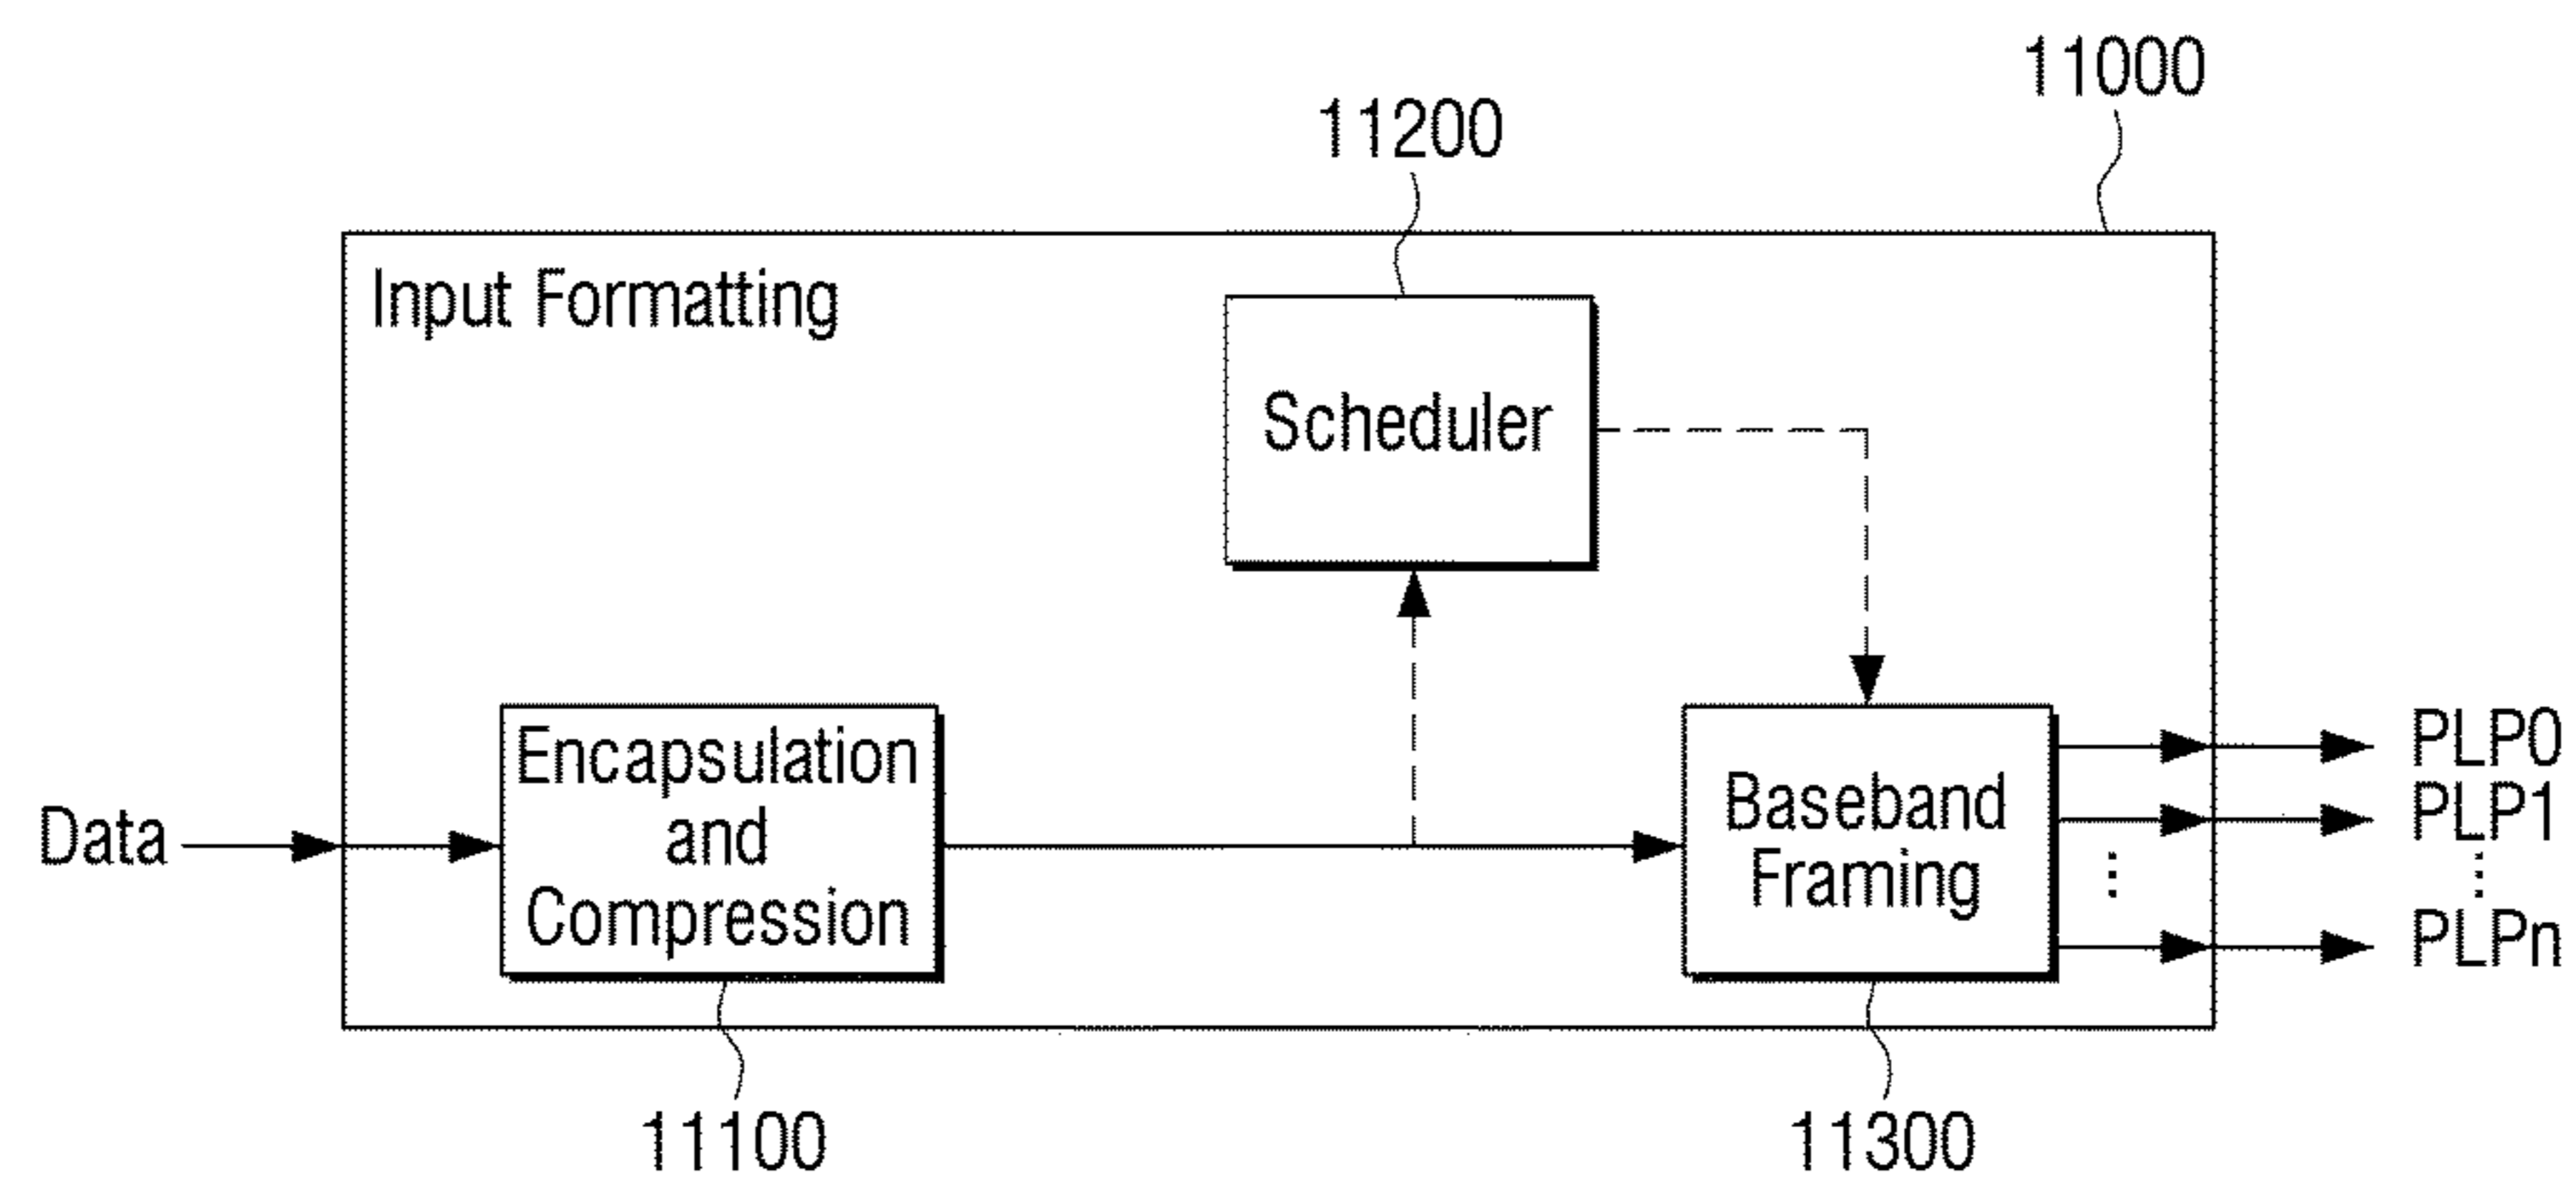 11000
11200
Input Formatting
Scheduler
Encapsulation
and
Compression
Data
Baseband
Framing
PLP0
PLP1
⋮
⋮
PLPn
11100
11300